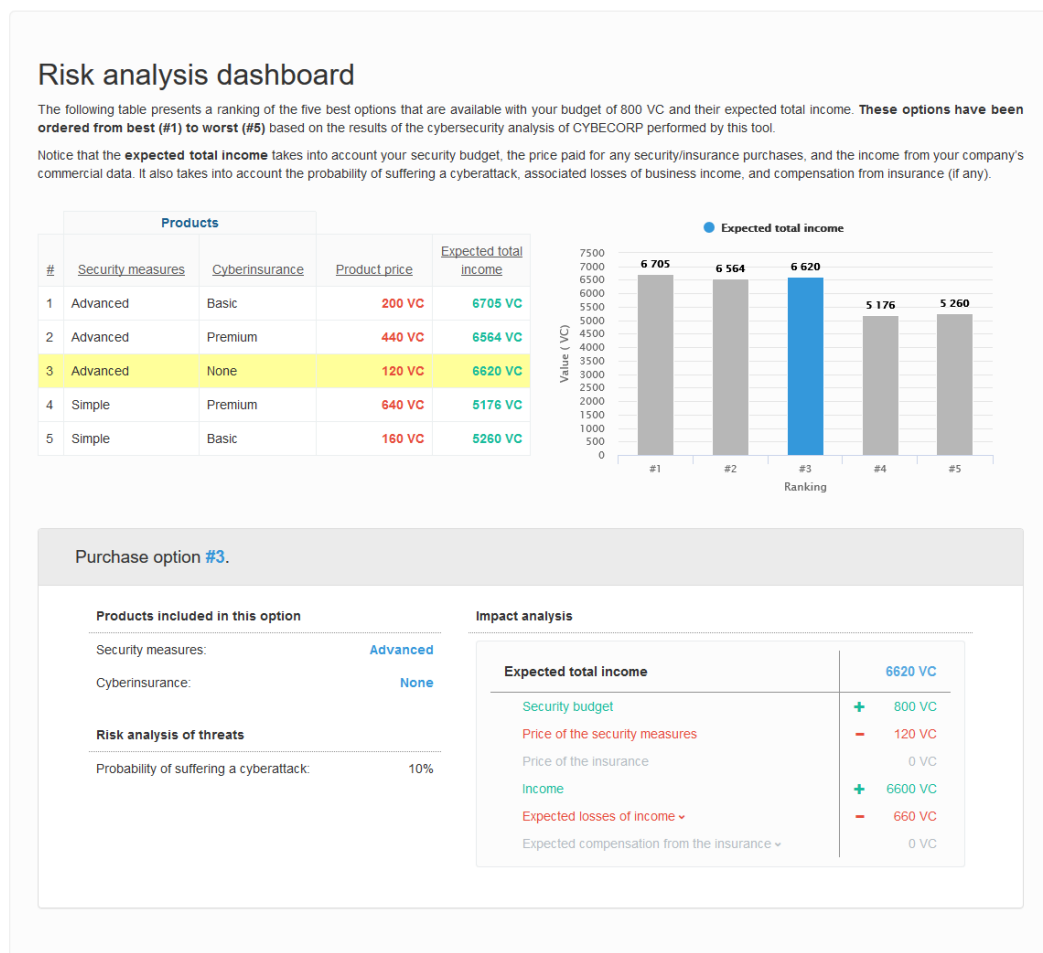 Risk analysis dashboard
The following table presents a ranking of the five best options that are available with your budget of 800 VC and their expected total income. These options have been
ordered from best (#1) to worst (#5) based on the results of the cybersecurity analysis of CYBECORP performed by this tool.
Notice that the expected total income takes into account your security budget, the price paid for any security/insurance purchases, and the income from your company's
commercial data. It also takes into account the probability of suffering a cyberattack, associated losses of business income, and compensation from insurance (if any).
Products
# Security measures Cyberinsurance Product price Expected total
income
1 Advanced Basic 200 VC 6705 VC
2 Advanced Premium 440 VC 6564 VC
3 Advanced None 120 VC 6620 VC
4 Simple Premium 640 VC 5176 VC
5 Simple Basic 160 VC 5260 VC
Expected total income
Value ( VC)
7500
7000
6500
6000
5500
5000
4500
4000
3500
3000
2500
2000
1500
1000
500
0
6 705 6 564 6 620 5 176 5 260
#1 #2 #3 #4 #5
Ranking
Purchase option #3.
Products included in this option
Security measures: Advanced
Cyberinsurance: None
Risk analysis of threats
Probability of suffering a cyberattack: 10%
Impact analysis
Expected total income 6620 VC
Security budget + 800 VC
Price of the security measures − 120 VC
Price of the insurance 0 VC
Income + 6600 VC
Expected losses of income − 660 VC
Expected compensation from the insurance 0 VC